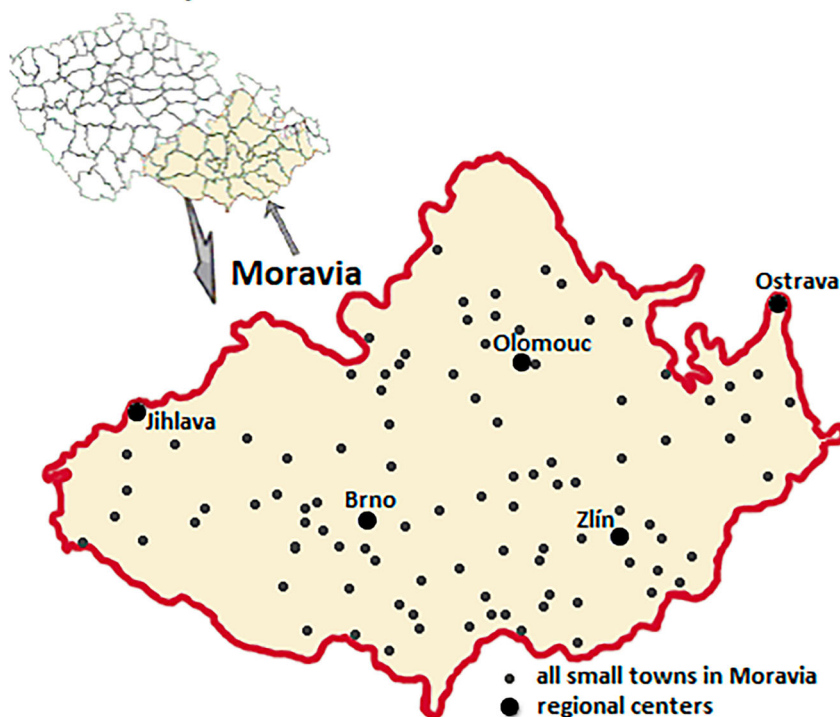 Moravia
Ostrava
Olomouc
Jihlava
Brno
Zlín
all small towns in Moravia
regional centers